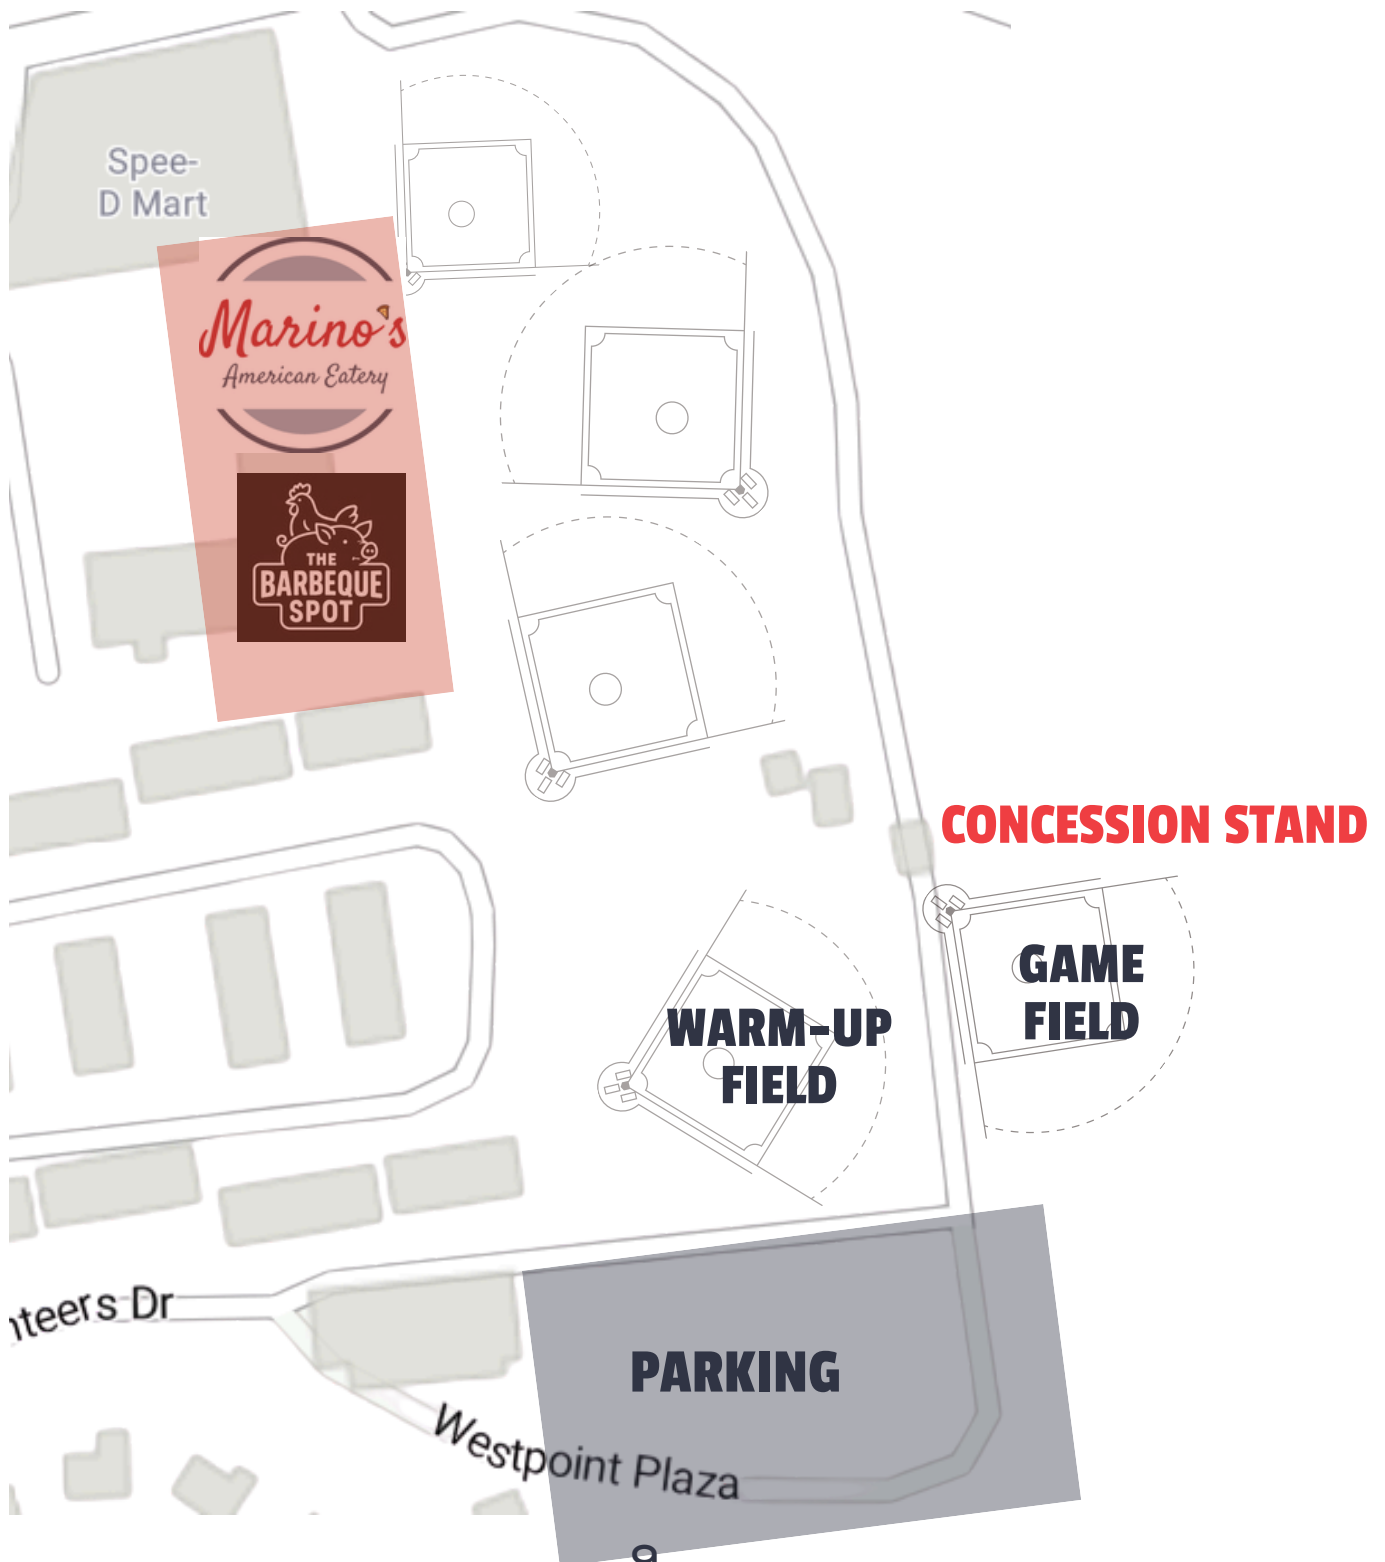 Spee-
D Mart
Marino's
American Eatery
THE
BARBEQUE
SPOT
CONCESSION STAND
GAME
FIELD
WARM-UP
FIELD
nteers Dr
PARKING
Westpoint Plaza